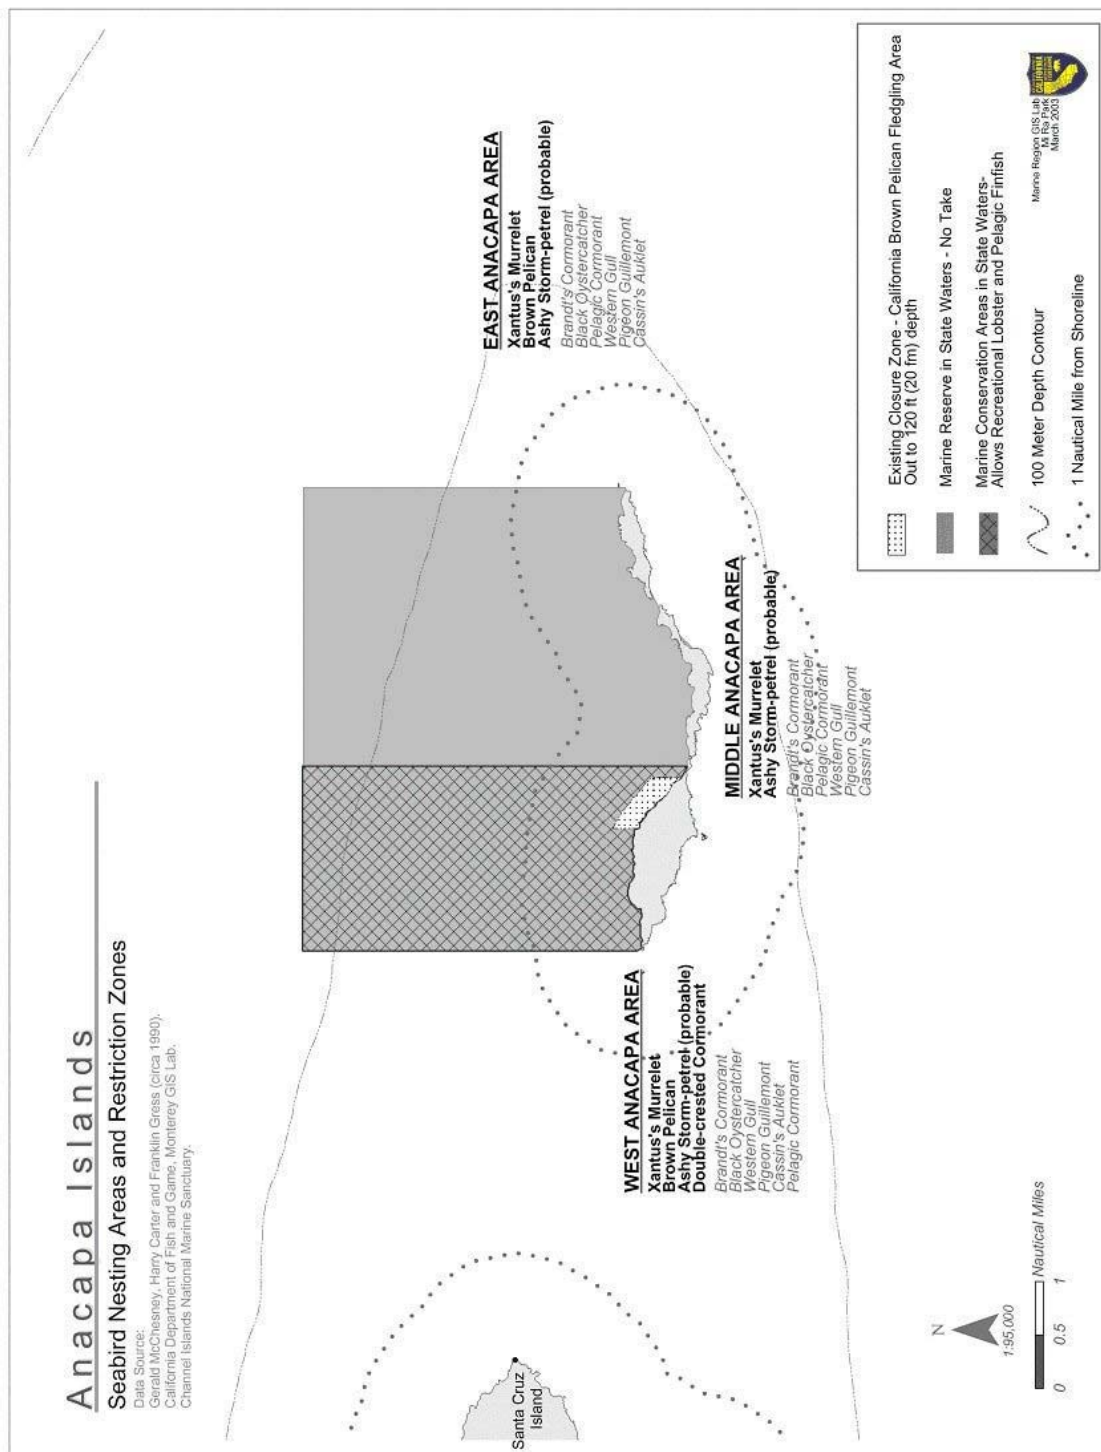 Anacapa Islands
Seabird Nesting Areas and Restriction Zones
Data Source:
Gerald McChesney, Harry Carter and Franklin Gress (circa 1990).
California Department of Fish and Game, Monterey GIS Lab.
Channel Islands National Marine Sanctuary.
EAST ANACAPA AREA
Xantus's Murrelet
Brown Pelican
Ashy Storm-petrel (probable)
Brandt's Cormorant
Black Oystercatcher
Pelagic Cormorant
Western Gull
Pigeon Guillemont
Cassin's Auklet
WEST ANACAPA AREA
Xantus's Murrelet
Brown Pelican
Ashy Storm-petrel (probable)
Double-crested Cormorant
Brandt's Cormorant
Black Oystercatcher
Western Gull
Pigeon Guillemont
Cassin's Auklet
Pelagic Cormorant
MIDDLE ANACAPA AREA
Xantus's Murrelet
Ashy Storm-petrel (probable)
Brandt's Cormorant
Black Oystercatcher
Pelagic Cormorant
Western Gull
Pigeon Guillemont
Cassin's Auklet
Santa Cruz
Island
N
1:95,000
0 0.5 1 Nautical Miles
Existing Closure Zone - California Brown Pelican Fledgling Area
Out to 120 ft (20 fm) depth
Marine Reserve in State Waters - No Take
Marine Conservation Areas in State Waters-
Allows Recreational Lobster and Pelagic Finfish
100 Meter Depth Contour
1 Nautical Mile from Shoreline
Marine Region GIS Lab
Mi Ra Park
March 2003
CALIFORNIA